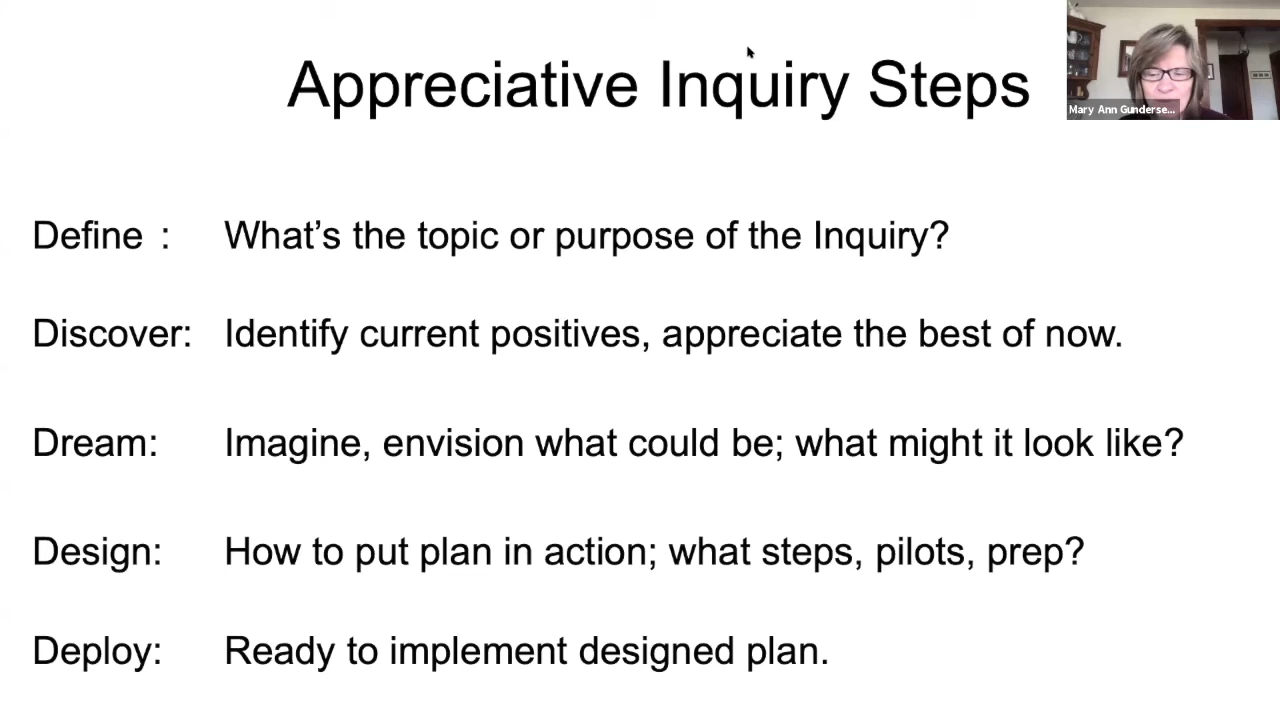 Appreciative Inquiry Steps
Mary Ann Gunderse...
Define : What's the topic or purpose of the Inquiry?
Discover: Identify current positives, appreciate the best of now.
Dream: Imagine, envision what could be; what might it look like?
Design: How to put plan in action; what steps, pilots, prep?
Deploy: Ready to implement designed plan.